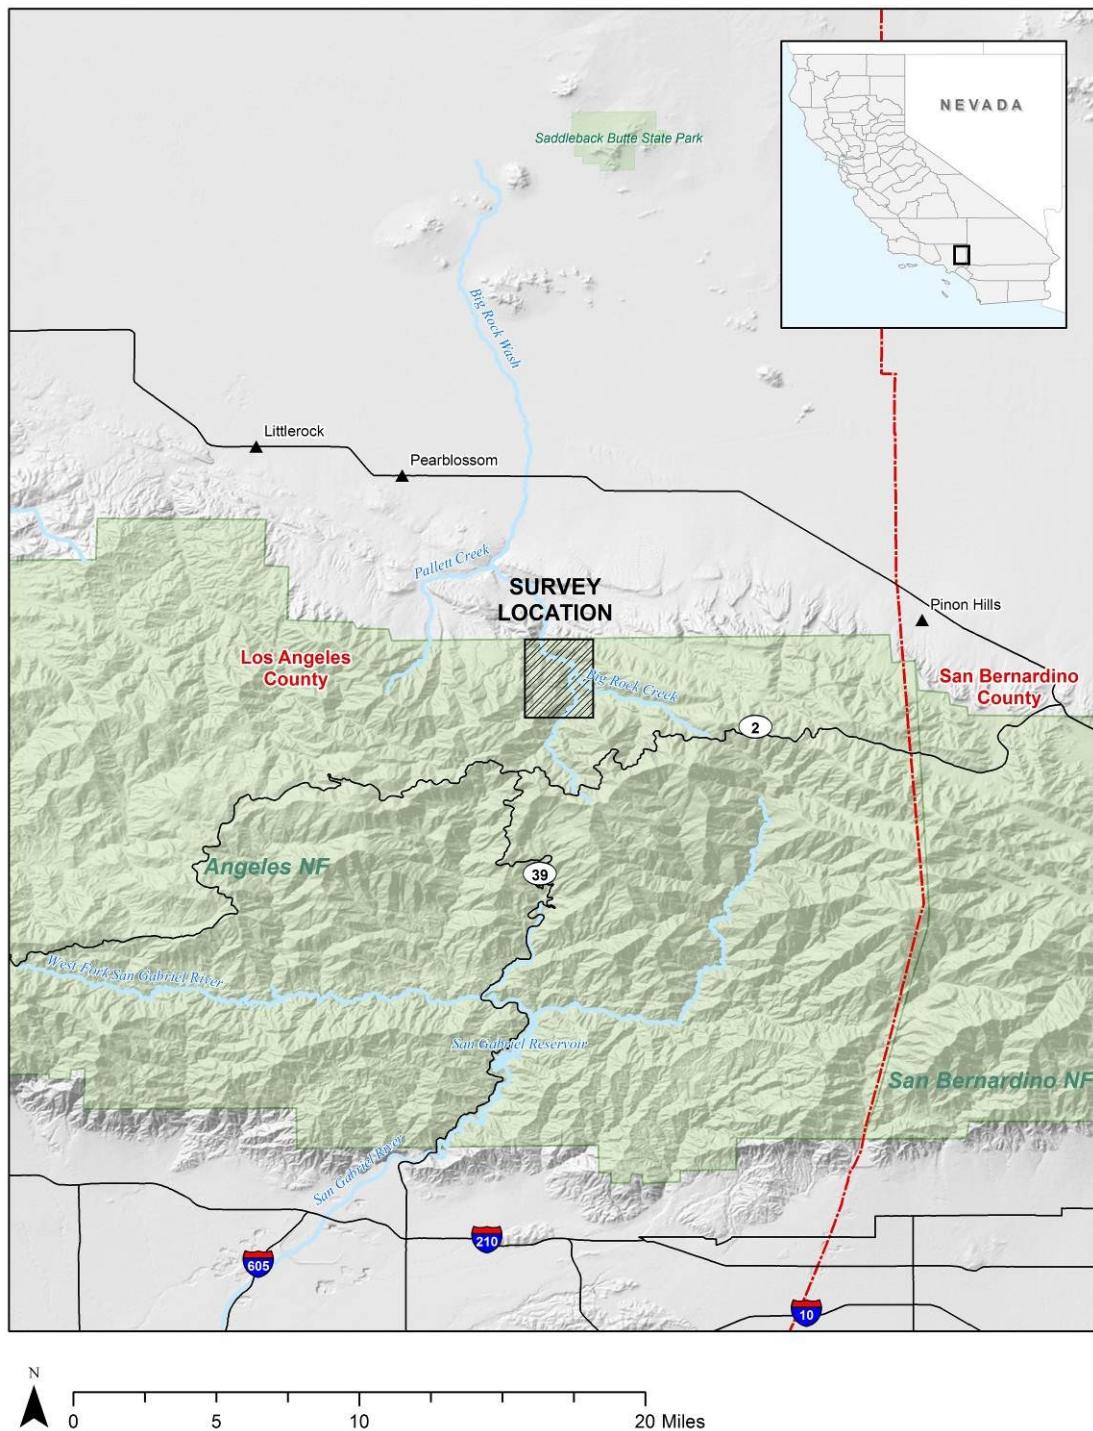 NEVADA
Saddleback Butte State Park
Big Rock Wash
Littlerock
Pearblossom
Pallett Creek
SURVEY
LOCATION
Pinon Hills
Los Angeles
County
Big Rock Creek
San Bernardino
County
2
Angeles NF
39
West Fork San Gabriel River
San Gabriel Reservoir
San Bernardino NF
San Gabriel River
210
605
10
N
0
5
10
20 Miles